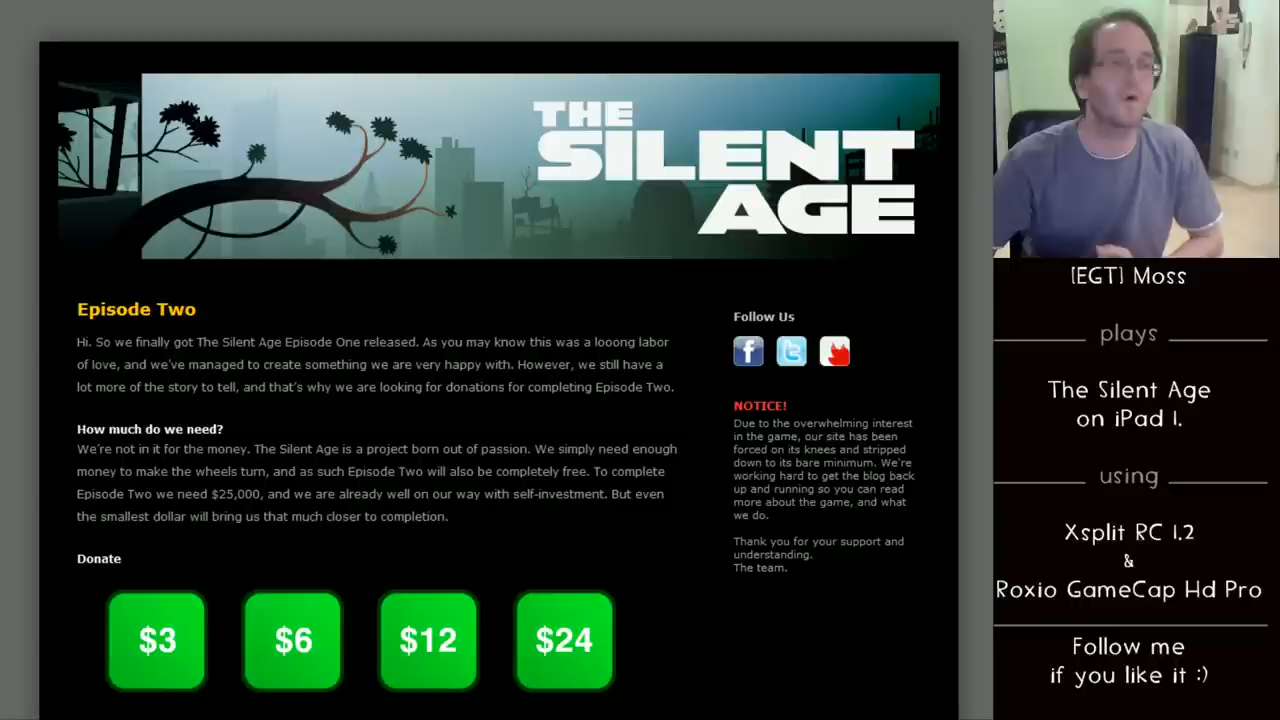 THE
SILENT
AGE
Episode Two
Hi. So we finally got The Silent Age Episode One released. As you may know this was a looong labor
of love, and we've managed to create something we are very happy with. However, we still have a
lot more of the story to tell, and that's why we are looking for donations for completing Episode Two.
How much do we need?
We're not in it for the money. The Silent Age is a project born out of passion. We simply need enough
money to make the wheels turn, and as such Episode Two will also be completely free. To complete
Episode Two we need $25,000, and we are already well on our way with self-investment. But even
the smallest dollar will bring us that much closer to completion.
Donate
$3
$6
$12
$24
Follow Us
NOTICE!
Due to the overwhelming interest
in the game, our site has been
forced on its knees and stripped
down to its bare minimum. We're
working hard to get the blog back
up and running so you can read
more about the game, and what
we do.
Thank you for your support and
understanding.
The team.
[EGT] Moss
plays
The Silent Age
on iPad 1.
using
Xsplit RC 1.2
&
Roxio GameCap Hd Pro
Follow me
if you like it :)